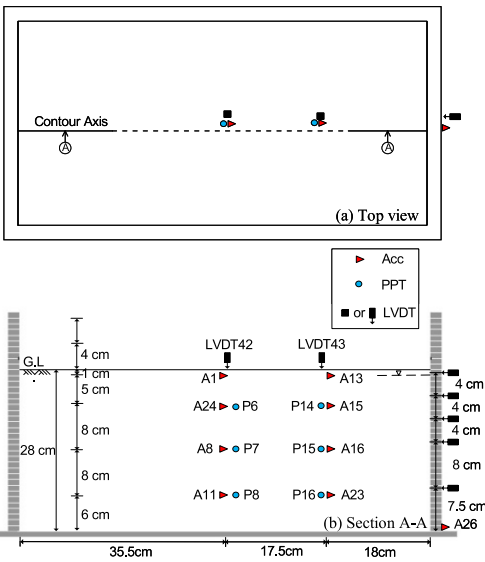 Contour Axis
A
A
(a) Top view
Acc
PPT
or LVDT
LVDT42
LVDT43
4 cm
G.L
1 cm
A1
A13
4 cm
5 cm
A24
P6
P14
A15
4 cm
8 cm
4 cm
28 cm
A8
P7
P15
A16
8 cm
8 cm
A11
P8
P16
A23
7.5 cm
6 cm
(b) Section A-A
A26
35.5cm
17.5cm
18cm